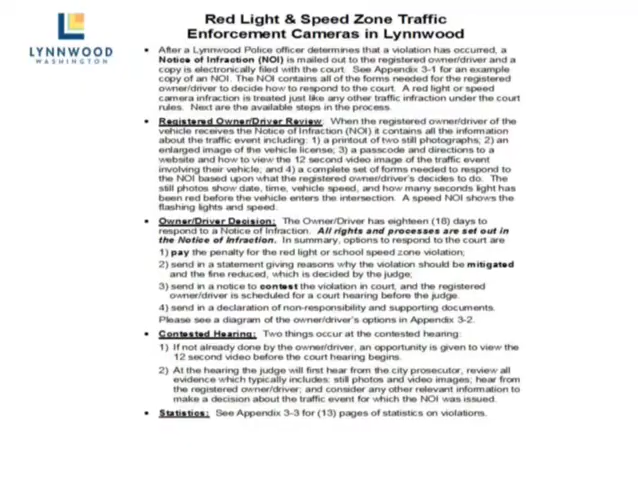 LYNNWOOD
WASHINGTON
Red Light & Speed Zone Traffic
Enforcement Cameras in Lynnwood
• After a Lynnwood Police officer determines that a violation has occurred, a
Notice of Infraction (NOI) is mailed out to the registered owner/driver and a
copy is electronically filed with the court. See Appendix 3-1 for an example
copy of an NOI. The NOI contains all of the forms needed for the registered
owner/driver to decide how to respond to the court. A red light or speed
camera infraction is treated just like any other traffic infraction under the court
rules. Next are the available steps in the process.
• Registered Owner/Driver Review: When the registered owner/driver of the
vehicle receives the Notice of Infraction (NOI) it contains all the information
about the traffic event including: 1) a printout of two still photographs; 2) an
enlarged image of the vehicle license; 3) a passcode and directions to a
website and how to view the 12 second video image of the traffic event
involving their vehicle; and 4) a complete set of forms needed to respond to
the NOI based upon what the registered owner/driver's decides to do. The
still photos show date, time, vehicle speed, and how many seconds light has
been red before the vehicle enters the intersection. A speed NOI shows the
flashing lights and speed.
• Owner/Driver Decision: The Owner/Driver has eighteen (18) days to
respond to a Notice of Infraction. All rights and processes are set out in
the Notice of Infraction. In summary, options to respond to the court are
1) pay the penalty for the red light or school speed zone violation;
2) send in a statement giving reasons why the violation should be mitigated
and the fine reduced, which is decided by the judge;
3) send in a notice to contest the violation in court, and the registered
owner/driver is scheduled for a court hearing before the judge.
4) send in a declaration of non-responsibility and supporting documents.
Please see a diagram of the owner/driver's options in Appendix 3-2.
• Contested Hearing: Two things occur at the contested hearing:
1) If not already done by the owner/driver, an opportunity is given to view the
12 second video before the court hearing begins.
2) At the hearing the judge will first hear from the city prosecutor, review all
evidence which typically includes: still photos and video images; hear from
the registered owner/driver; and consider any other relevant information to
make a decision about the traffic event for which the NOI was issued.
• Statistics: See Appendix 3-3 for (13) pages of statistics on violations.